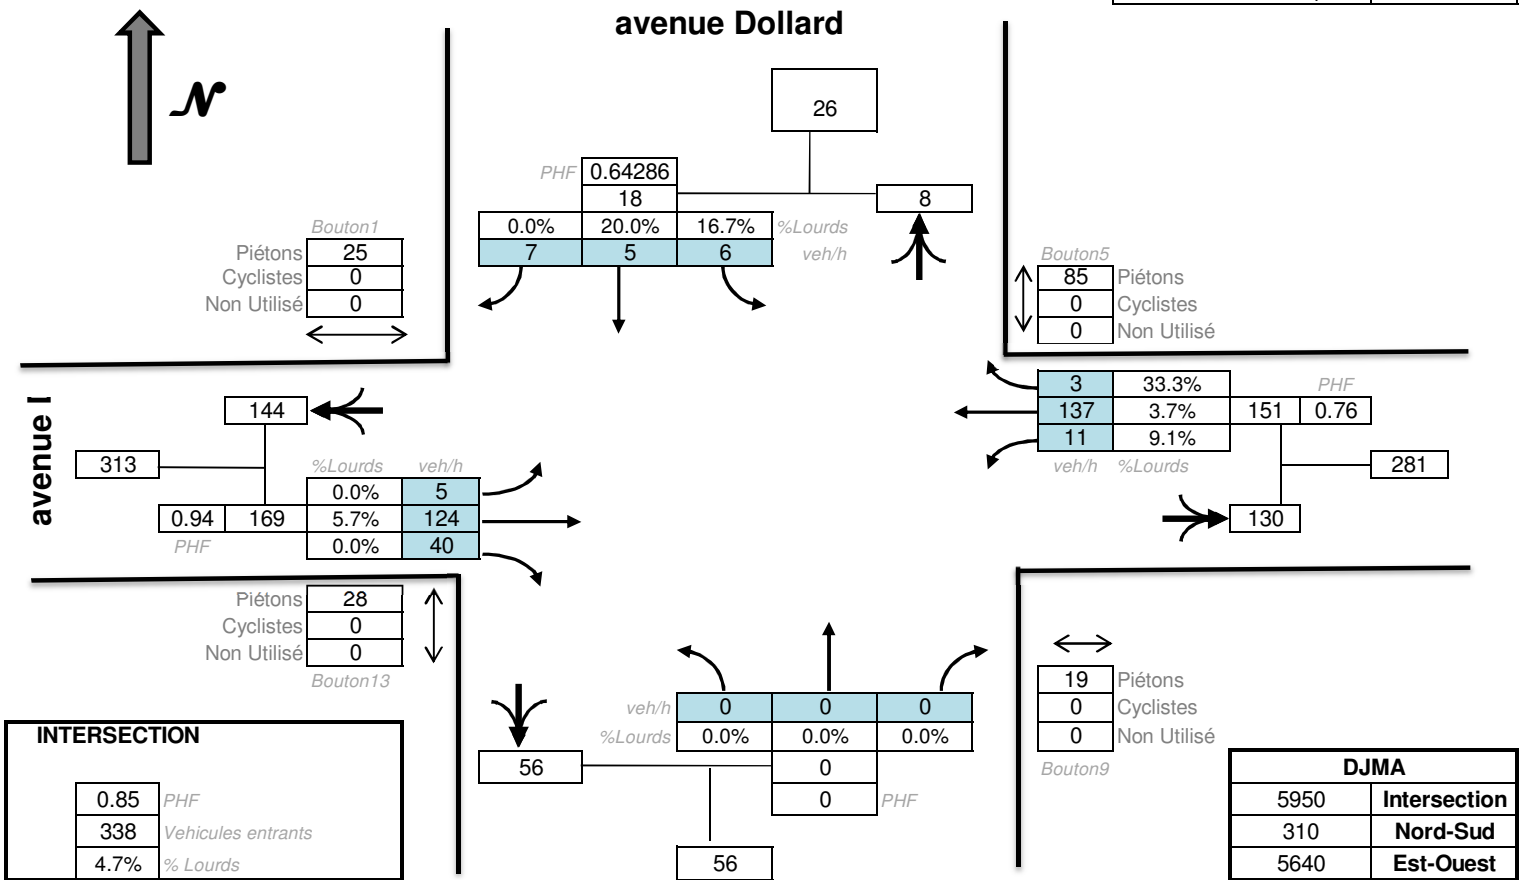 avenue Dollard
N
26
PHF 0.64286
18
8
0.0% 20.0% 16.7% %Lourds
7 5 6 veh/h
Bouton1
Piétons 25
Cyclistes 0
Non Utilisé 0
Bouton5
85 Piétons
0 Cyclistes
0 Non Utilisé
avenue
144
313
%Lourds veh/h
0.0% 5
0.94 169 5.7% 124
PHF 0.0% 40
3 33.3% PHF
137 3.7% 151 0.76
11 9.1%
veh/h %Lourds
281
130
Piétons 28
Cyclistes 0
Non Utilisé 0
Bouton13
veh/h 0 0 0
%Lourds 0.0% 0.0% 0.0%
56 0
0 PHF
56
19 Piétons
0 Cyclistes
0 Non Utilisé
Bouton9
INTERSECTION
0.85 PHF
338 Vehicules entrants
4.7% % Lourds
DJMA
5950 Intersection
310 Nord-Sud
5640 Est-Ouest